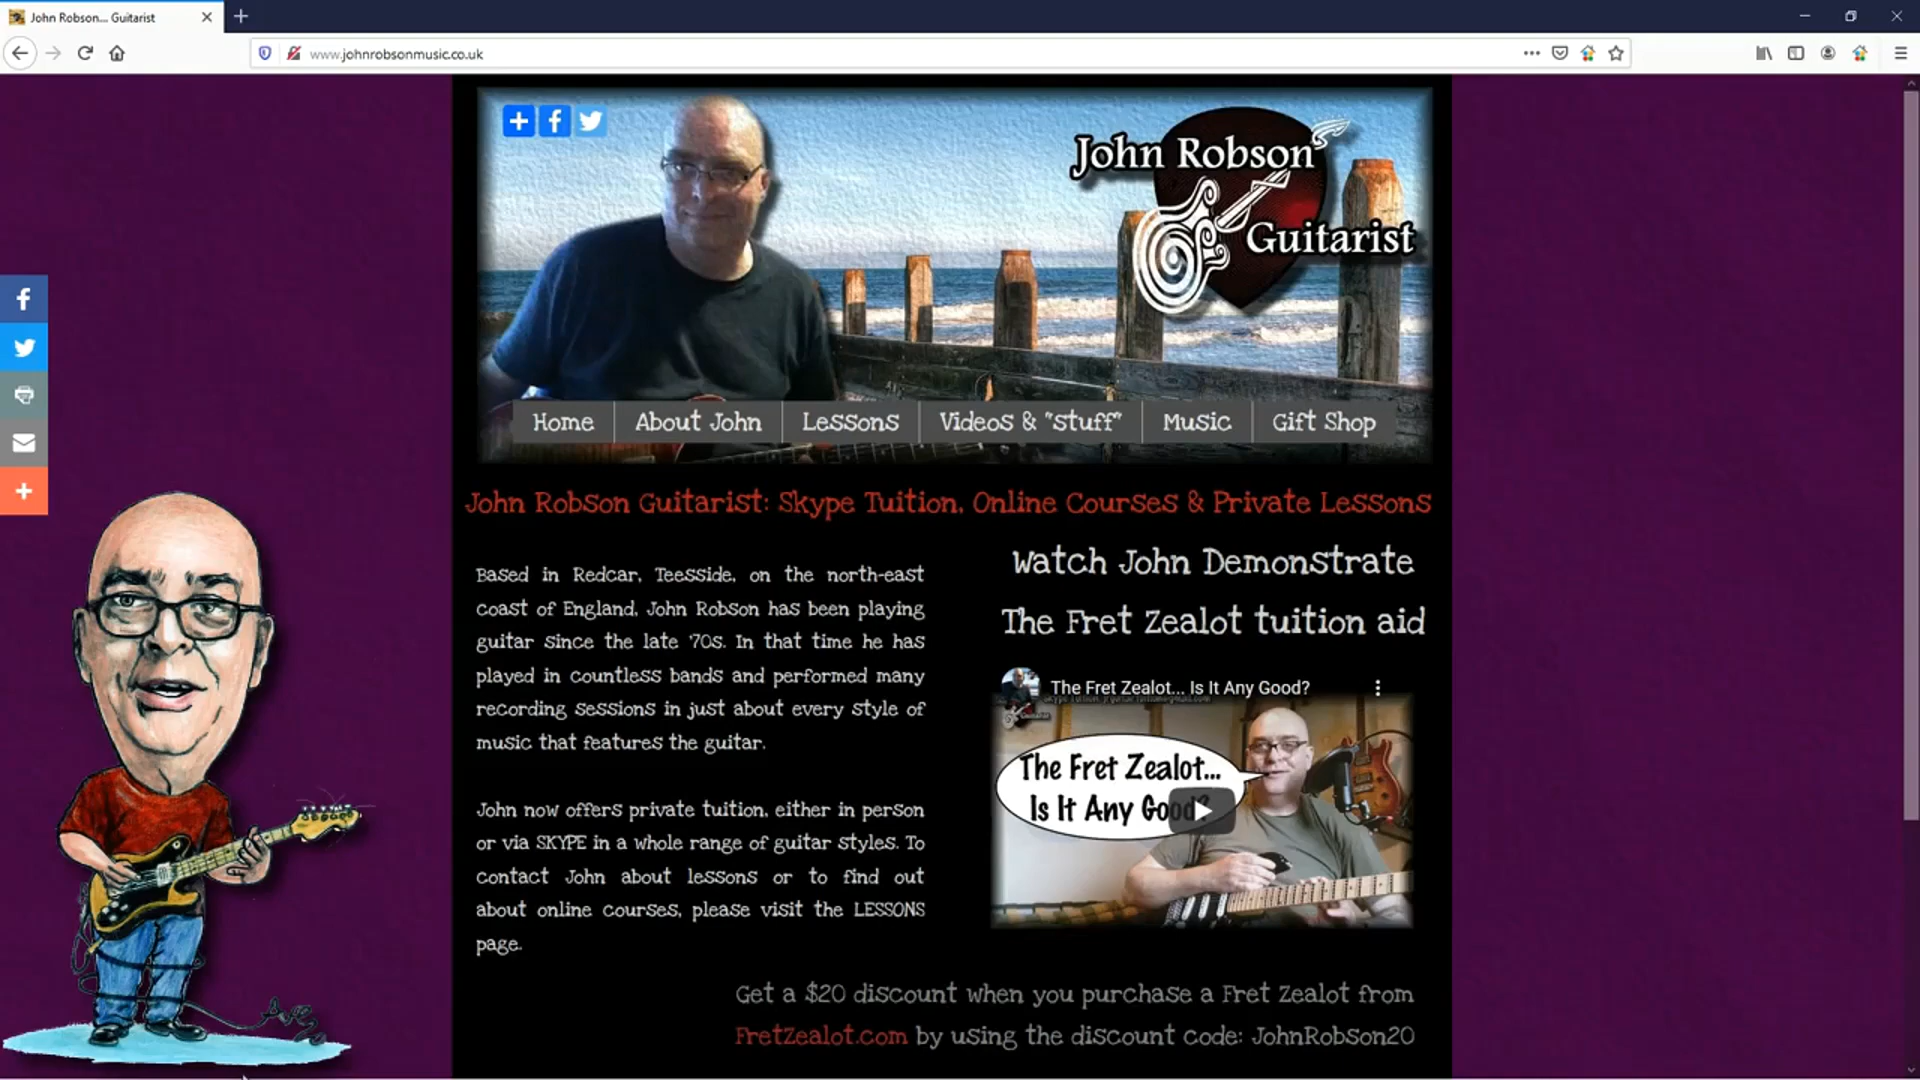 John Robson... Guitarist
www.johnrobsonmusic.co.uk
John Robson's
Guitarist
Home About John Lessons Videos & "stuff" Music Gift Shop
John Robson Guitarist: Skype Tuition, Online Courses & Private Lessons
Based in Redcar, Teesside, on the north-east
coast of England, John Robson has been playing
guitar since the late '70s. In that time he has
played in countless bands and performed many
recording sessions in just about every style of
music that features the guitar.
John now offers private tuition, either in person
or via SKYPE in a whole range of guitar styles. To
contact John about lessons or to find out
about online courses, please visit the LESSONS
page.
Watch John Demonstrate
The Fret Zealot tuition aid
The Fret Zealot... Is It Any Good?
The Fret Zealot...
Is It Any Good?
Get a $20 discount when you purchase a Fret Zealot from
FretZealot.com by using the discount code: JohnRobson20